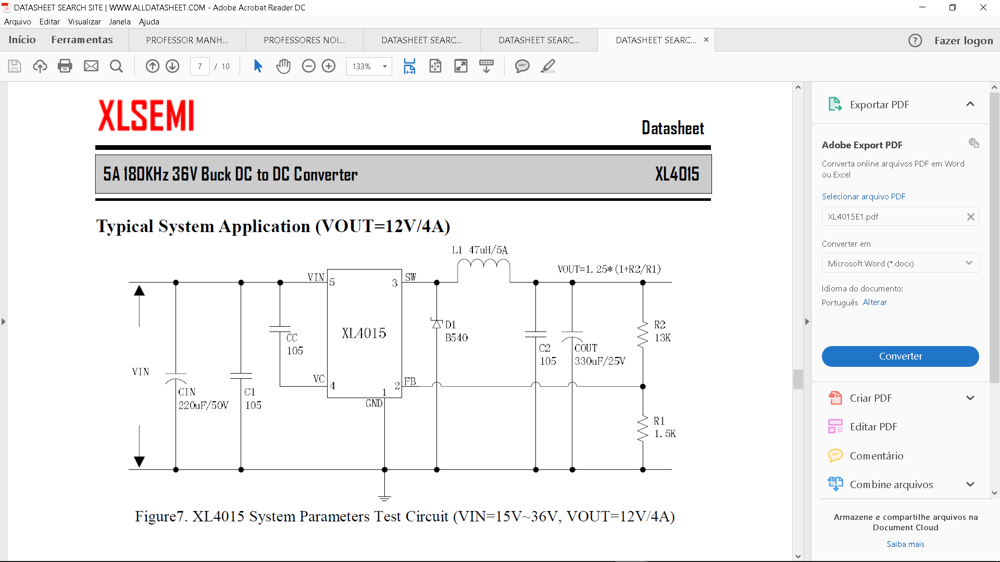 DATASHEET SEARCH SITE | WWW.ALLDATASHEET.COM - Adobe Acrobat Reader DC
Arquivo Editar Visualizar Janela Ajuda
Início Ferramentas PROFESSOR MANH... PROFESSORES NOI... DATASHEET SEARC... DATASHEET SEARC... DATASHEET SEARC... × ? Fazer logon
7 / 10 133%
XLSEMI
Datasheet
5A 180KHz 36V Buck DC to DC Converter XL4015
Typical System Application (VOUT=12V/4A)
L1 47uH/5A
VOUT=1.25*(1+R2/R1)
VIN 5 3 SW
XL4015
CC
105
D1
B540
R2
13K
C2
105
COUT
330uF/25V
VIN
VC 4 2 FB
1
GND
CIN
220uF/50V
C1
105
R1
1.5K
Figure7. XL4015 System Parameters Test Circuit (VIN=15V~36V, VOUT=12V/4A)
Exportar PDF
Adobe Export PDF
Converta online arquivos PDF em Word
ou Excel
Selecionar arquivo PDF
XL4015E1.pdf
Converter em
Microsoft Word (*.docx)
Idioma do documento:
Português Alterar
Converter
Criar PDF
Editar PDF
Comentário
Combine arquivos
Armazene e compartilhe arquivos na
Document Cloud
Saiba mais